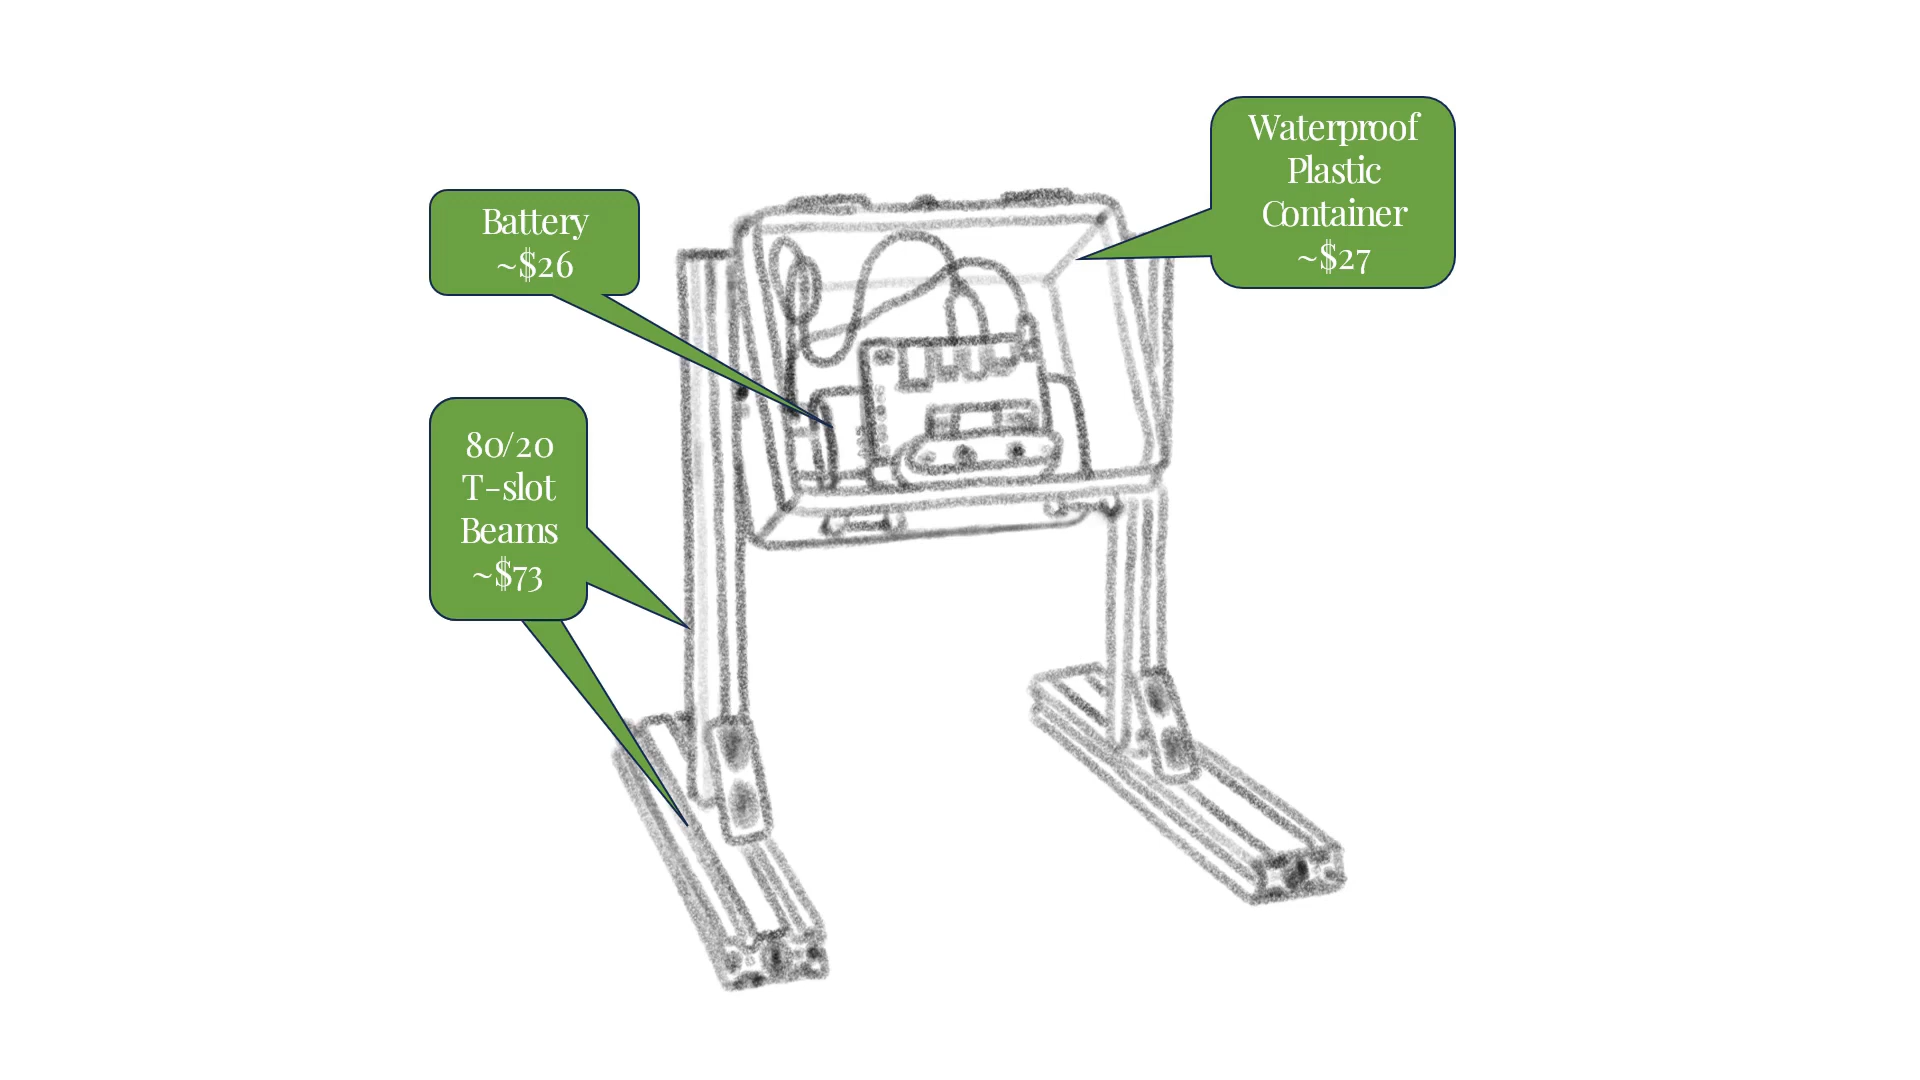 Waterproof
Plastic
Container
~$27
Battery
~$26
80/20
T-slot
Beams
~$73